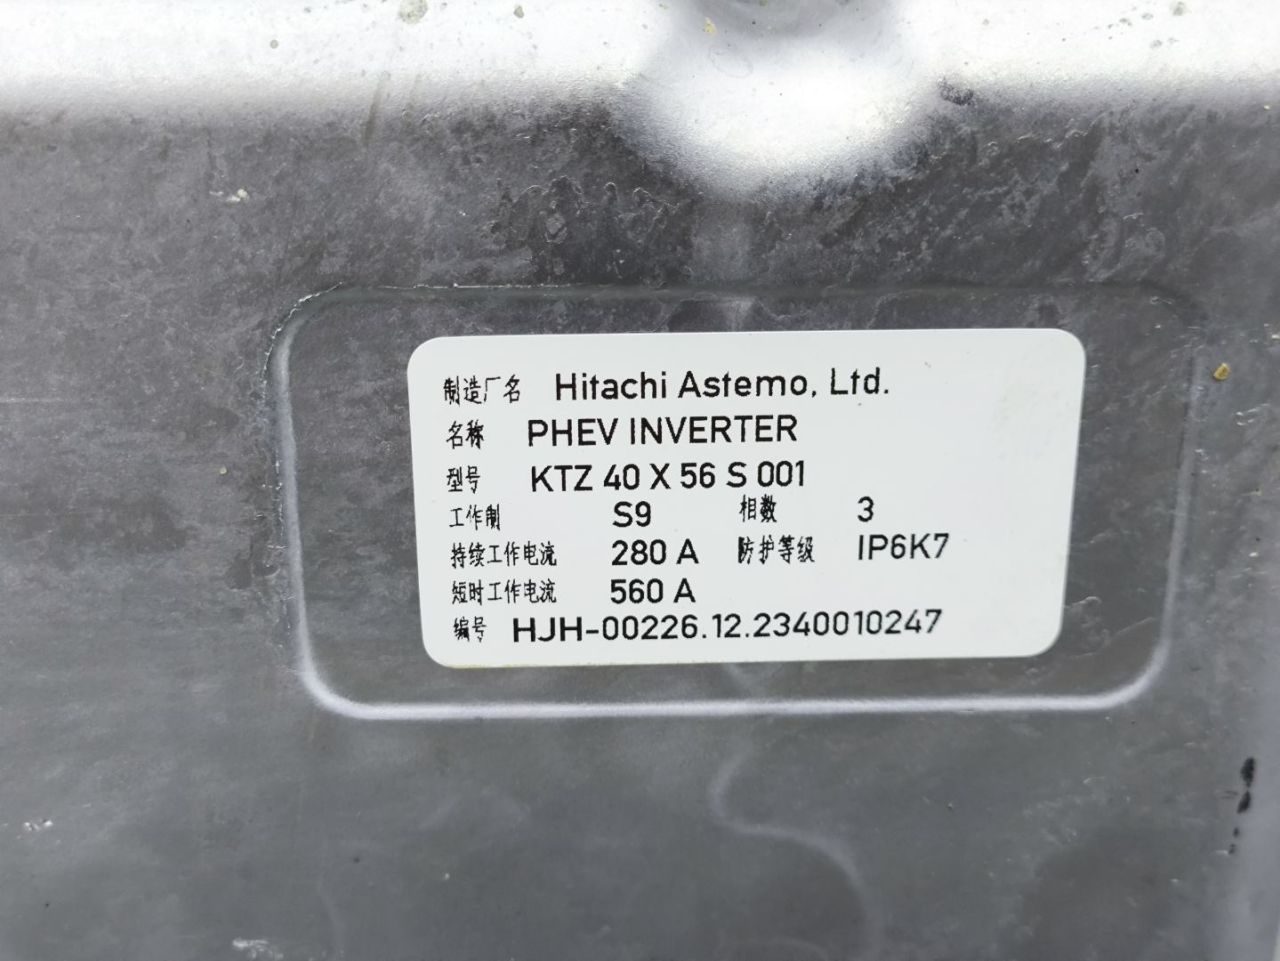 制造厂名 Hitachi Astemo, Ltd.
名称 PHEV INVERTER
型号 KTZ 40 X 56 S 001
工作制 S9 相数 3
持续工作电流 280 A 防护等级 IP6K7
短时工作电流 560 A
编号 HJH-00226.12.2340010247